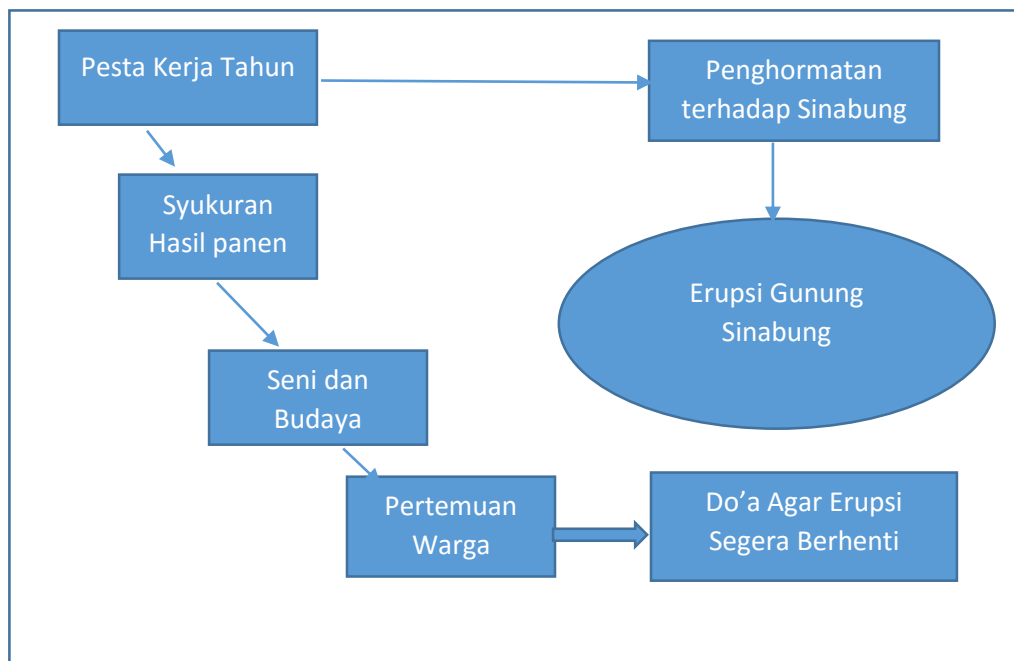 Pesta Kerja Tahun
Penghormatan
terhadap Sinabung
Syukuran
Hasil panen
Erupsi Gunung
Sinabung
Seni dan
Budaya
Pertemuan
Warga
Do’a Agar Erupsi
Segera Berhenti